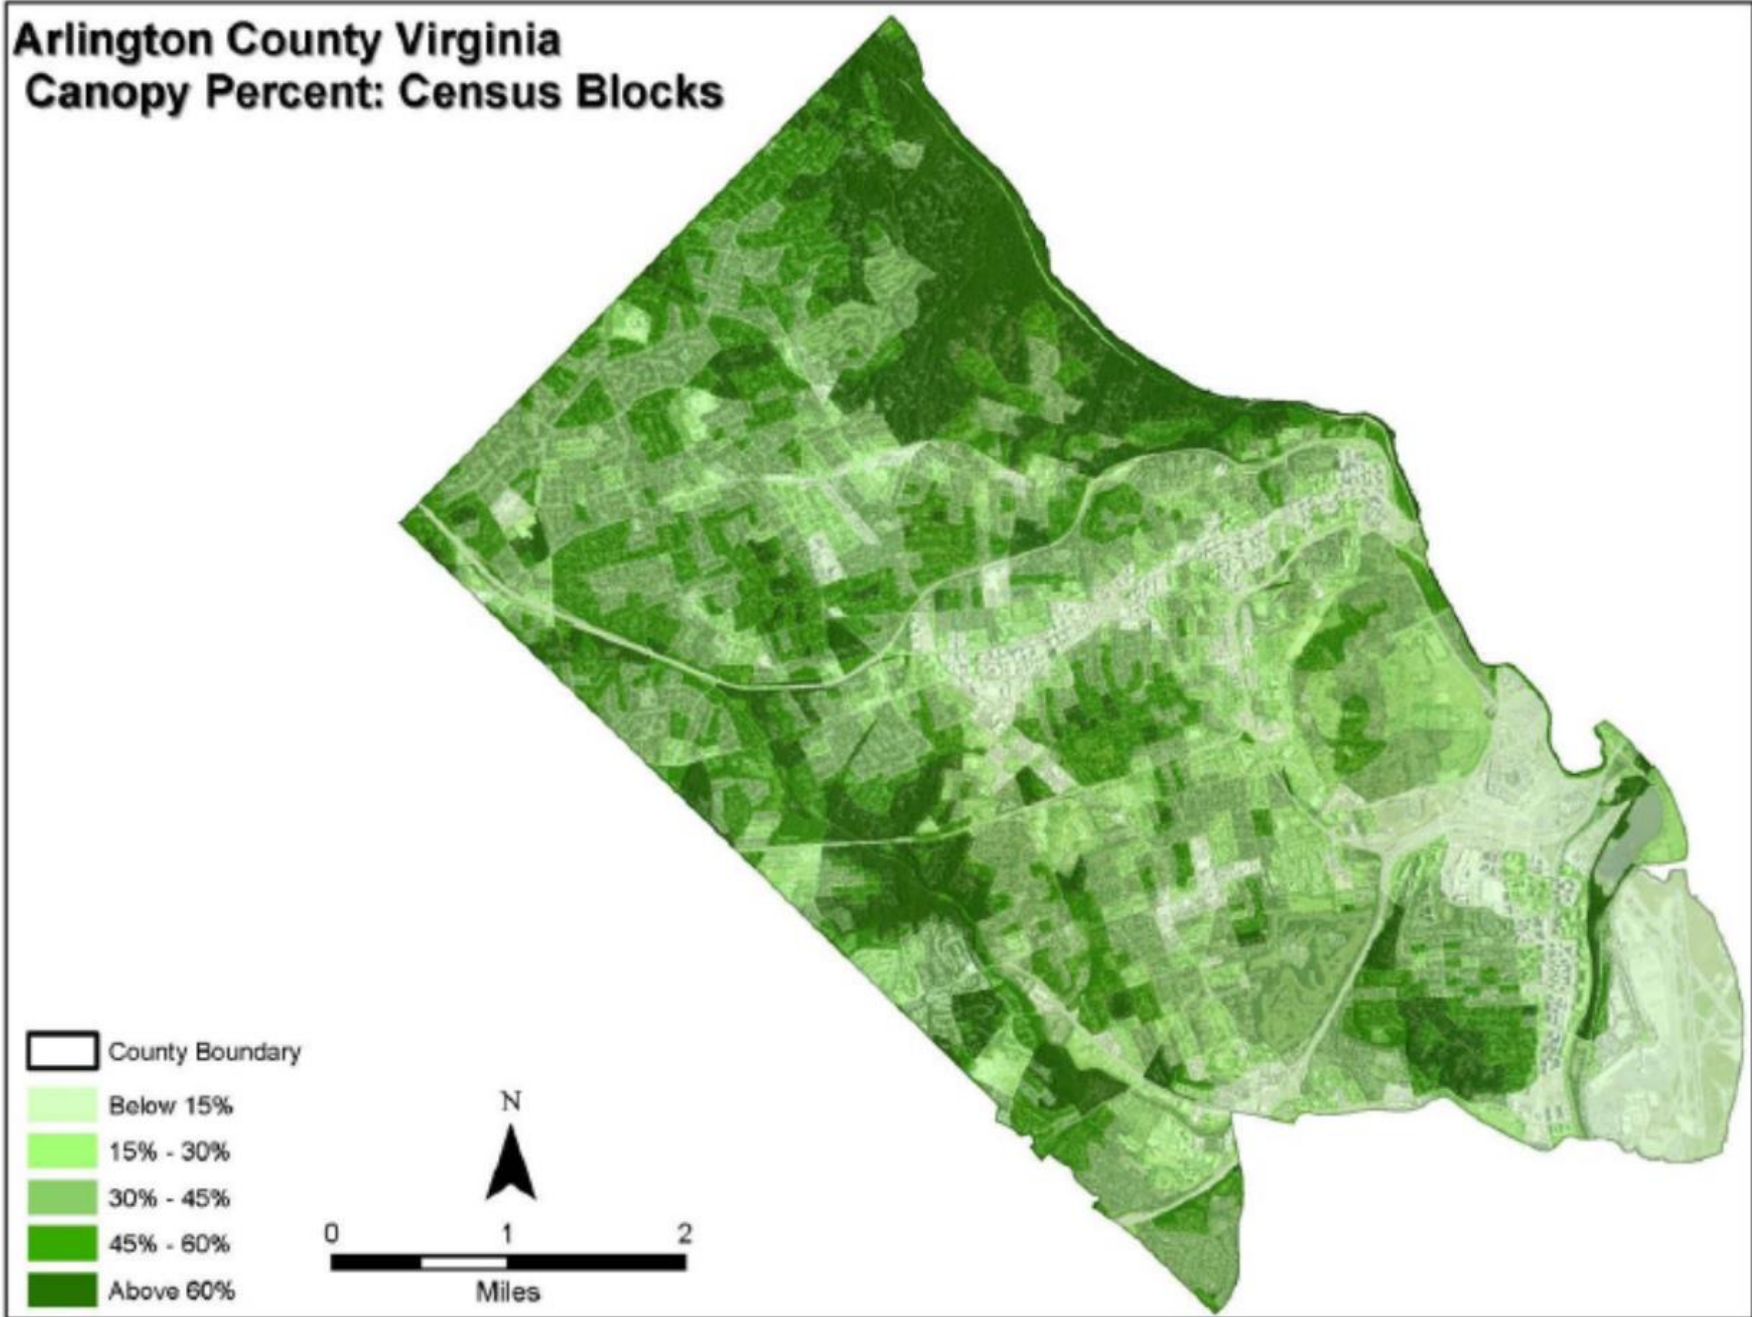 Arlington County Virginia
Canopy Percent: Census Blocks
County Boundary
Below 15%
15% - 30%
30% - 45%
45% - 60%
Above 60%
N
0 1 2
Miles